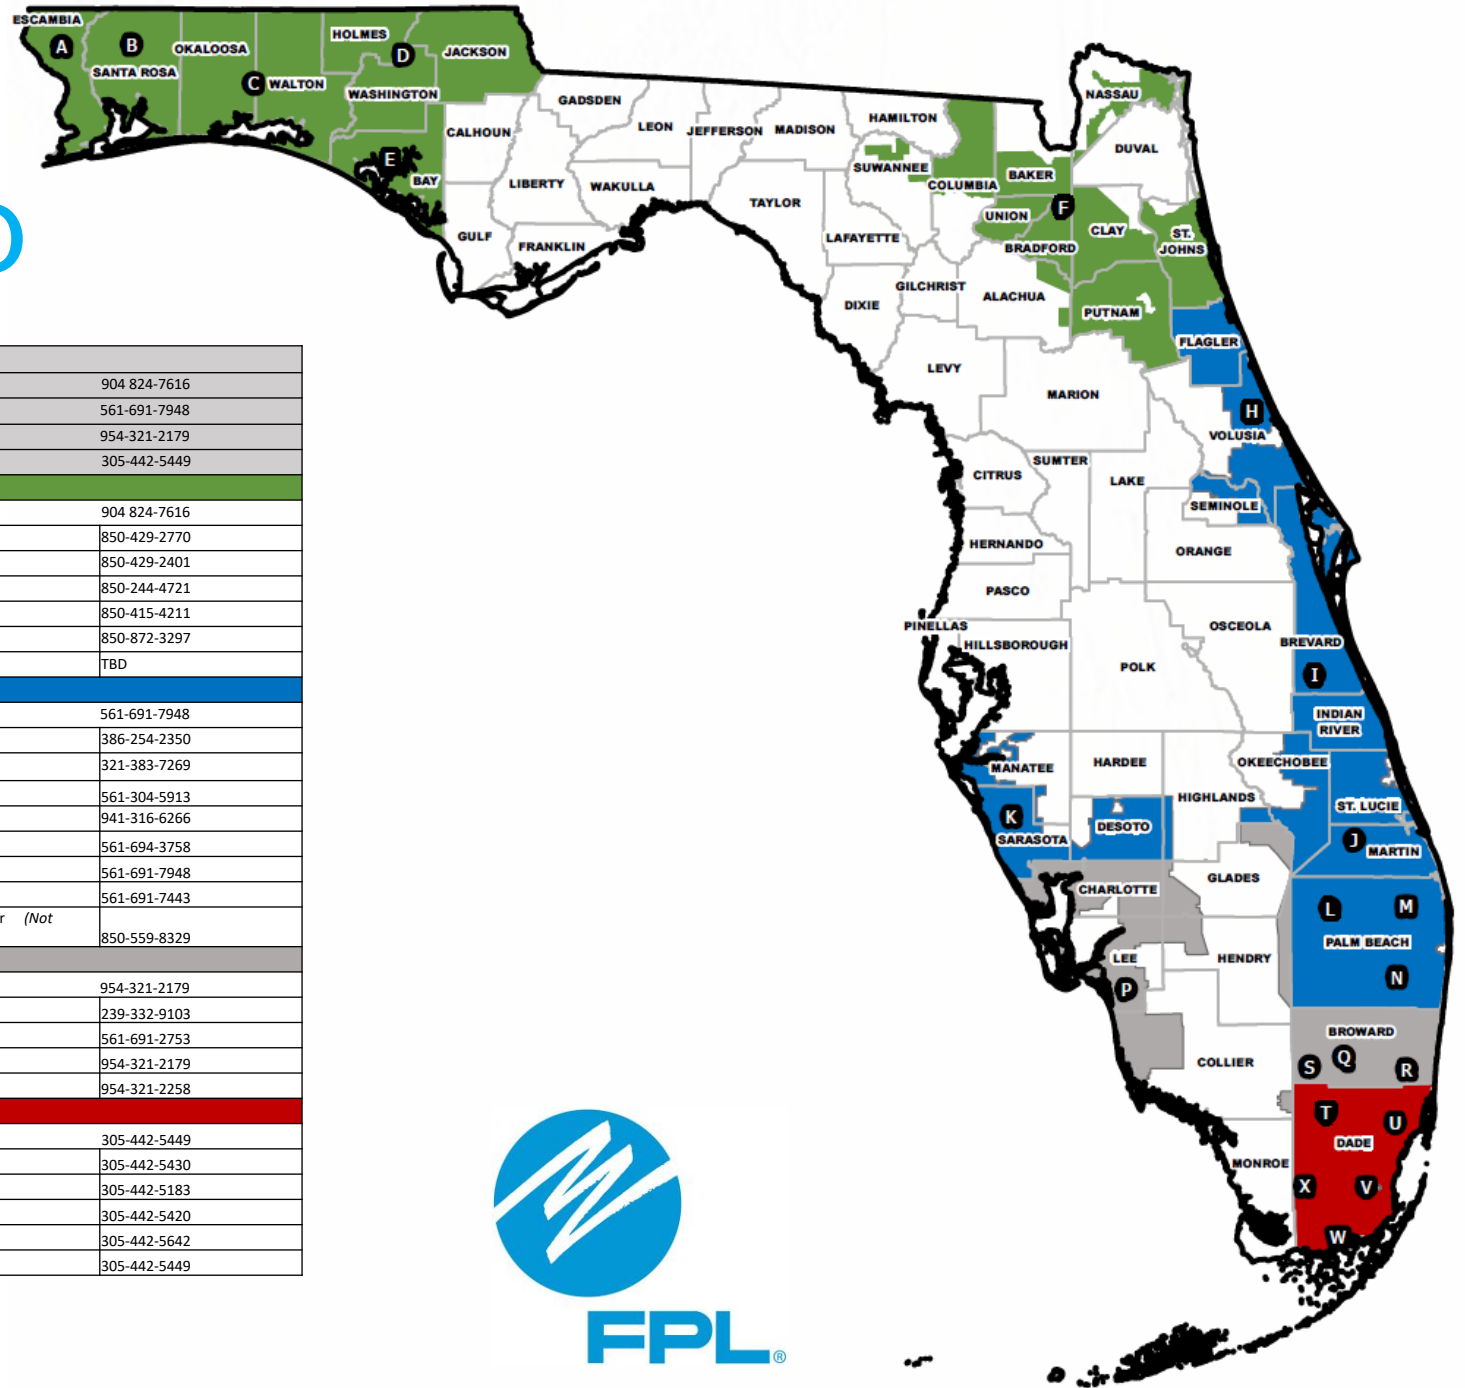 ESCAMBIA
A
B
SANTA ROSA
OKALOOSA
C
WALTON
HOLMES
D
JACKSON
WASHINGTON
E
BAY
CALHOUN
GULF
GADSDEN
LIBERTY
FRANKLIN
LEON
WAKULLA
JEFFERSON
MADISON
TAYLOR
HAMILTON
SUWANNEE
LAFAYETTE
DIXIE
COLUMBIA
GILCHRIST
BAKER
UNION
BRADFORD
F
ALACHUA
NASSAU
DUVAL
CLAY
ST.
JOHNS
PUTNAM
FLAGLER
LEVY
MARION
H
VOLUSIA
CITRUS
SUMTER
LAKE
SEMINOLE
HERNANDO
ORANGE
PASCO
PINELLAS
HILLSBOROUGH
POLK
OSCEOLA
BREVARD
I
INDIAN
RIVER
MANATEE
HARDEE
OKEECHOBEE
HIGHLANDS
ST. LUCIE
K
SARASOTA
DESOTO
J
MARTIN
CHARLOTTE
GLADES
L
M
PALM BEACH
N
LEE
HENDRY
P
BROWARD
S
Q
R
COLLIER
T
U
DADE
MONROE
X
V
W
904 824-7616
561-691-7948
954-321-2179
305-442-5449
904 824-7616
850-429-2770
850-429-2401
850-244-4721
850-415-4211
850-872-3297
TBD
561-691-7948
386-254-2350
321-383-7269
561-304-5913
941-316-6266
561-694-3758
561-691-7948
561-691-7443
r (Not
850-559-8329
954-321-2179
239-332-9103
561-691-2753
954-321-2179
954-321-2258
305-442-5449
305-442-5430
305-442-5183
305-442-5420
305-442-5642
305-442-5449
FPL®